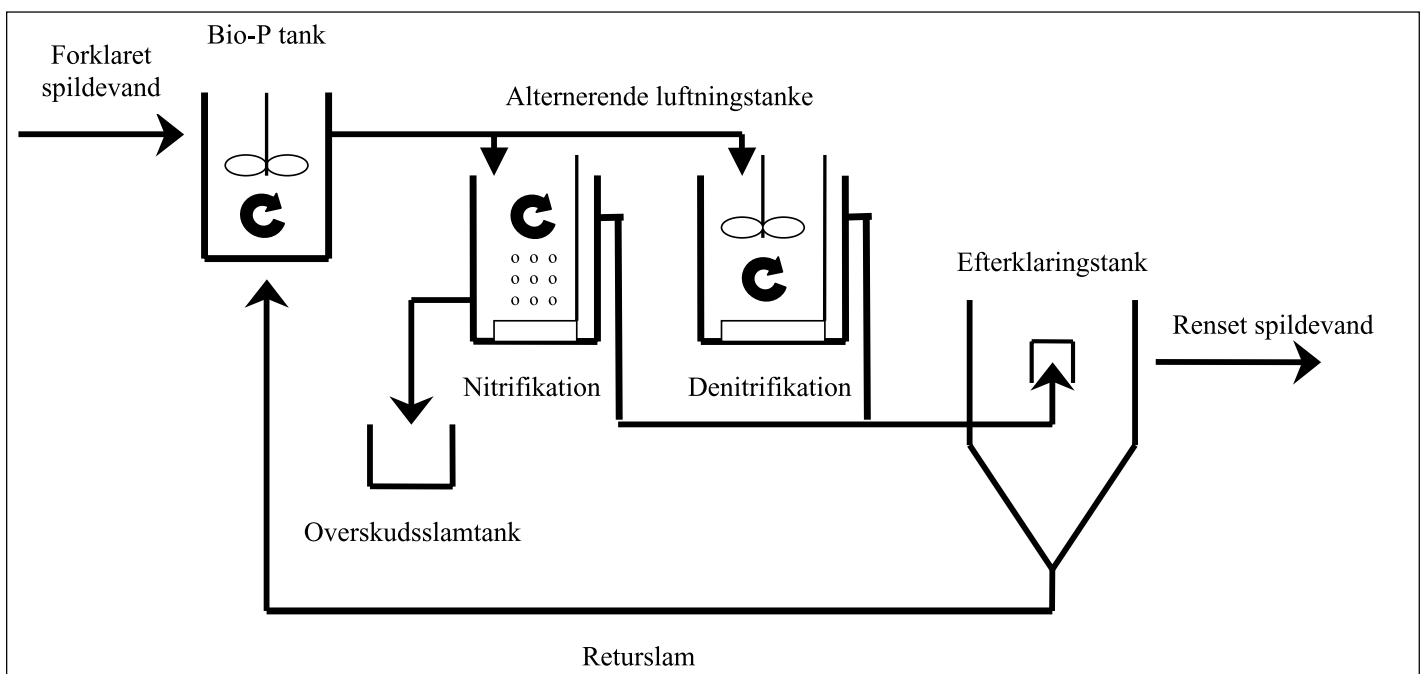 Bio-P tank
Forklaret
spildevand
Alternerende luftningstanke
o o o
o o o
o o o
Efterklaringstank
Renset spildevand
Nitrifikation
Denitrifikation
Overskudsslamtank
Returslam